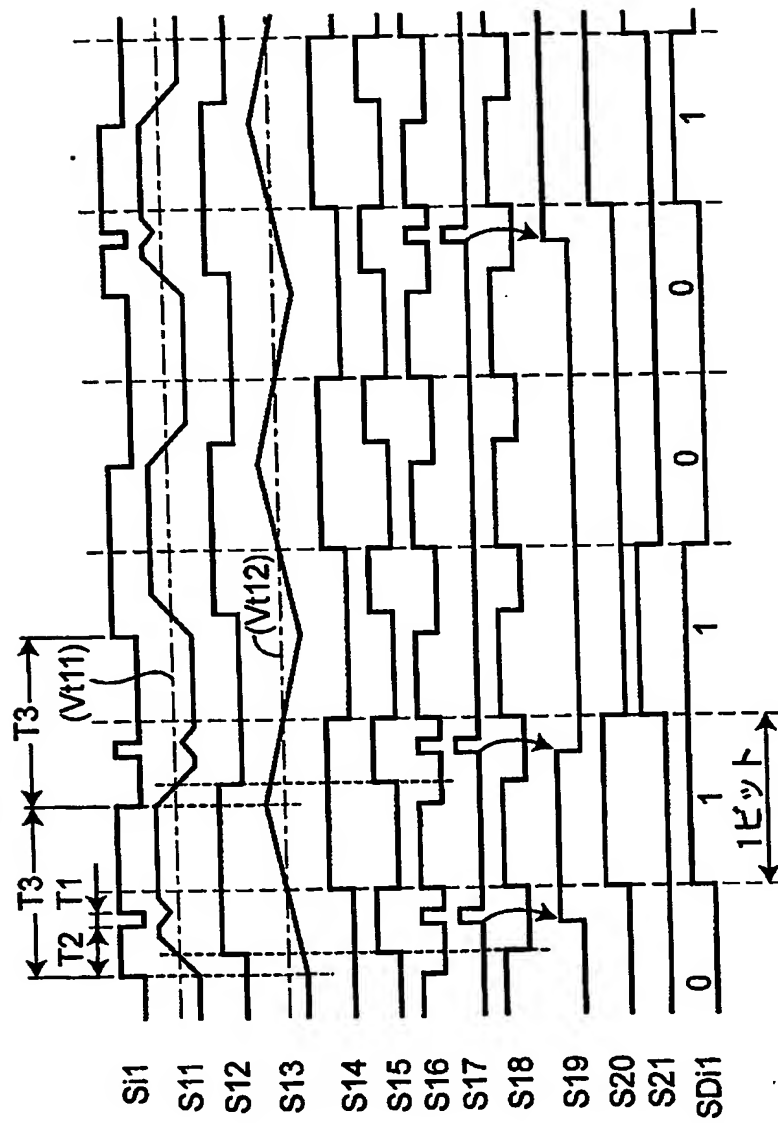 T3
T3
T2
T1
(Vt11)
Si1
S11
S12
(Vt12)
S13
S14
S15
S16
S17
S18
S19
S20
S21
SDi1
0
1
1
0
0
1
1ビット